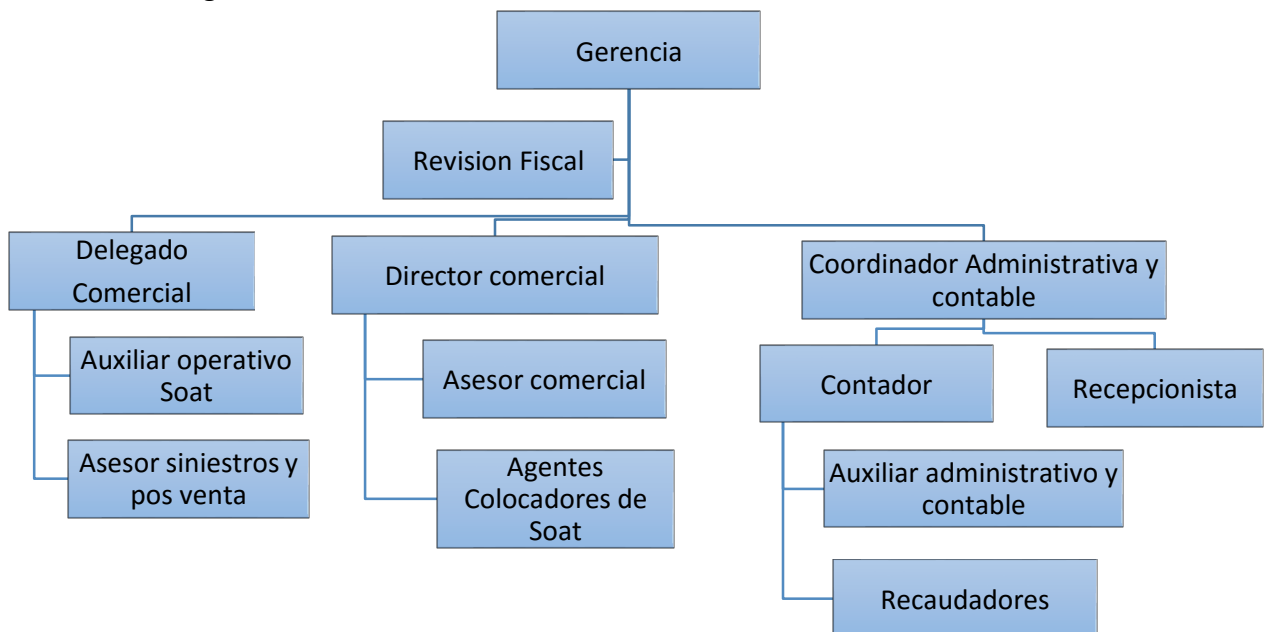 Gerencia
Revision Fiscal
Delegado
Comercial
Director comercial
Coordinador Administrativa y
contable
Auxiliar operativo
Soat
Asesor comercial
Contador
Recepcionista
Asesor siniestros y
pos venta
Agentes
Colocadores de
Soat
Auxiliar administrativo y
contable
Recaudadores